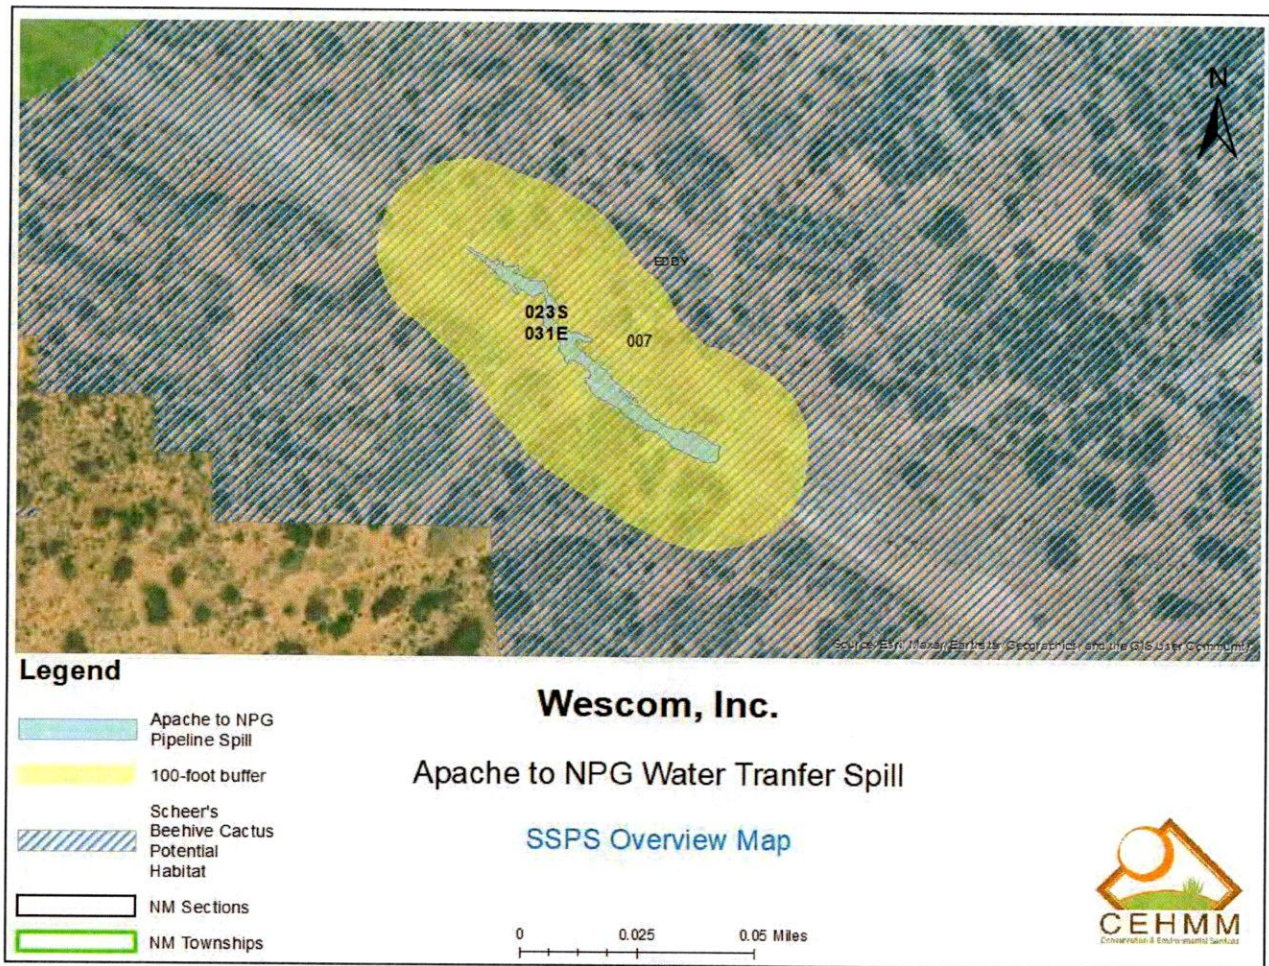 N
EDDY
023S
031E
007
Source: Esri, Maxar, Earthstar Geographics, and the GIS User Community
Legend
Apache to NPG
Pipeline Spill
100-foot buffer
Scheer's
Beehive Cactus
Potential
Habitat
NM Sections
NM Townships
Wescom, Inc.
Apache to NPG Water Tranfer Spill
SSPS Overview Map
0 0.025 0.05 Miles
CEHMM
Conservation & Environmental Services